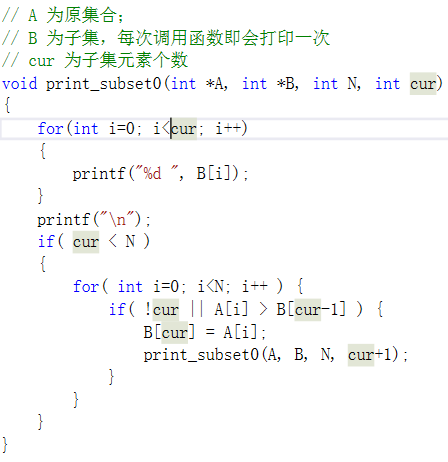 // A 为原集合；
// B 为子集，每次调用函数即会打印一次
// cur 为子集元素个数
void print_subset0(int *A, int *B, int N, int cur)
{
    for(int i=0; i<cur; i++)
    {
        printf("%d ", B[i]);
    }
    printf("\n");
    if( cur < N )
    {
        for( int i=0; i<N; i++ ) {
            if( !cur || A[i] > B[cur-1] ) {
                B[cur] = A[i];
                print_subset0(A, B, N, cur+1);
            }
        }
    }
}